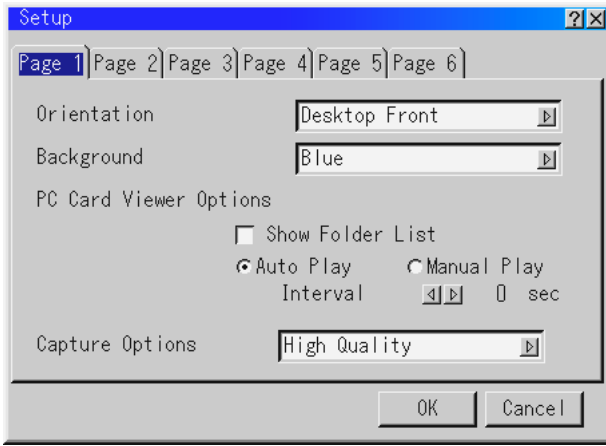 Setup ? X
Page 1 Page 2 Page 3 Page 4 Page 5 Page 6
Orientation Desktop Front
Background Blue
PC Card Viewer Options
Show Folder List
Auto Play Manual Play
Interval 0 sec
Capture Options High Quality
OK Cancel